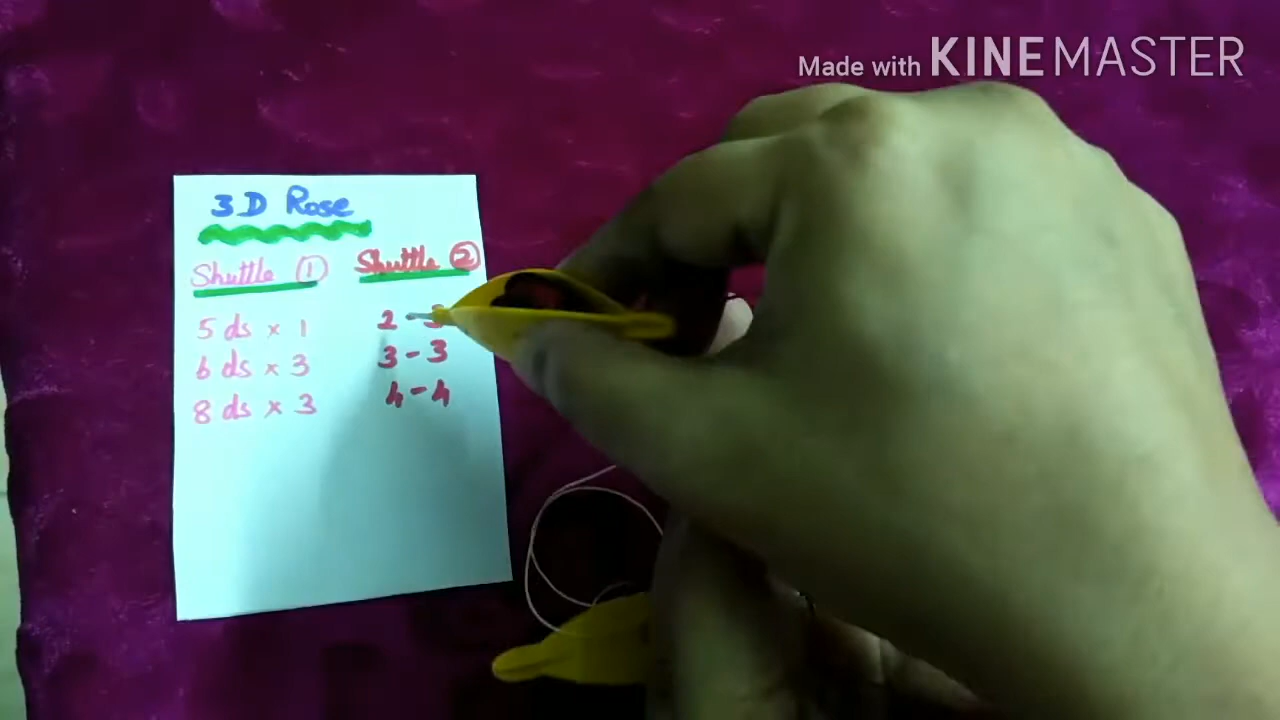 Made with KINEMASTER
3D Rose
Shuttle ① Shuttle ②
5 ds x 1 2 -
6 ds x 3 3 - 3
8 ds x 3 4 - 4